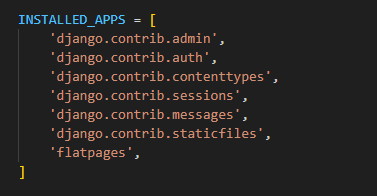 INSTALLED_APPS = [
    'django.contrib.admin',
    'django.contrib.auth',
    'django.contrib.contenttypes',
    'django.contrib.sessions',
    'django.contrib.messages',
    'django.contrib.staticfiles',
    'flatpages',
]